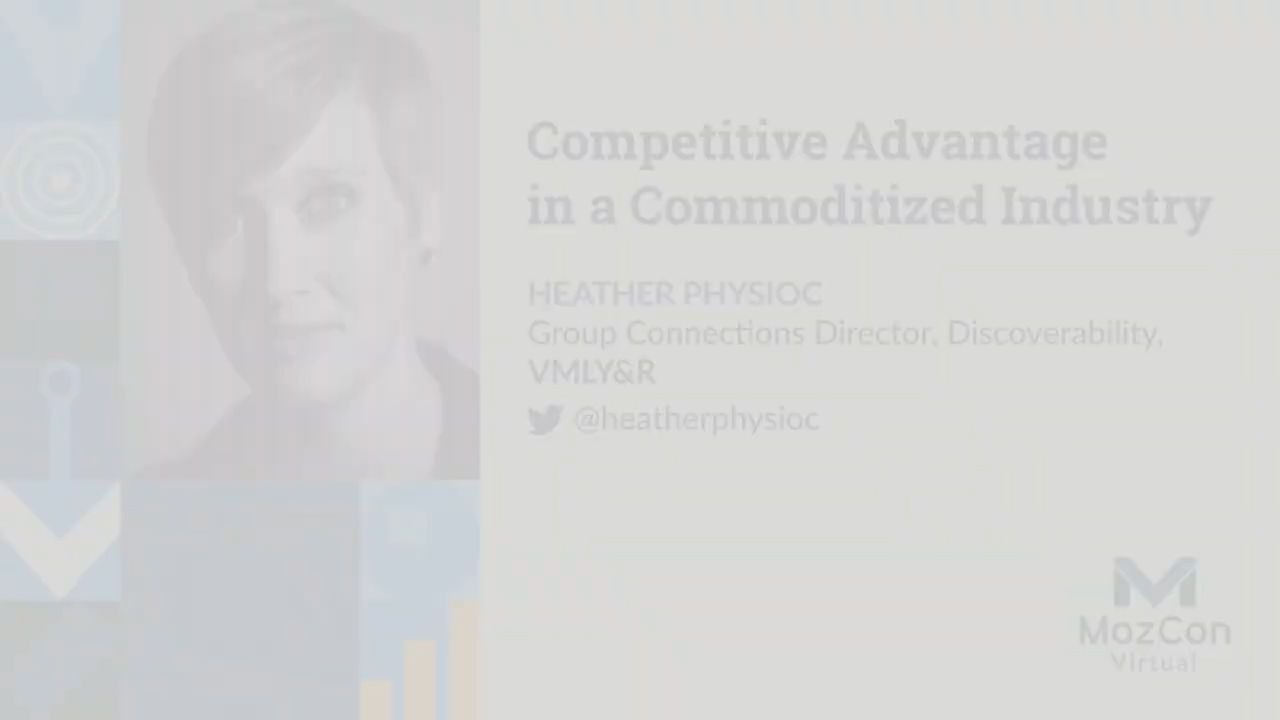 Competitive Advantage
in a Commoditized Industry
HEATHER PHYSIOC
Group Connections Director, Discoverability,
VMLY&R
@heatherphysioc
MozCon
Virtual